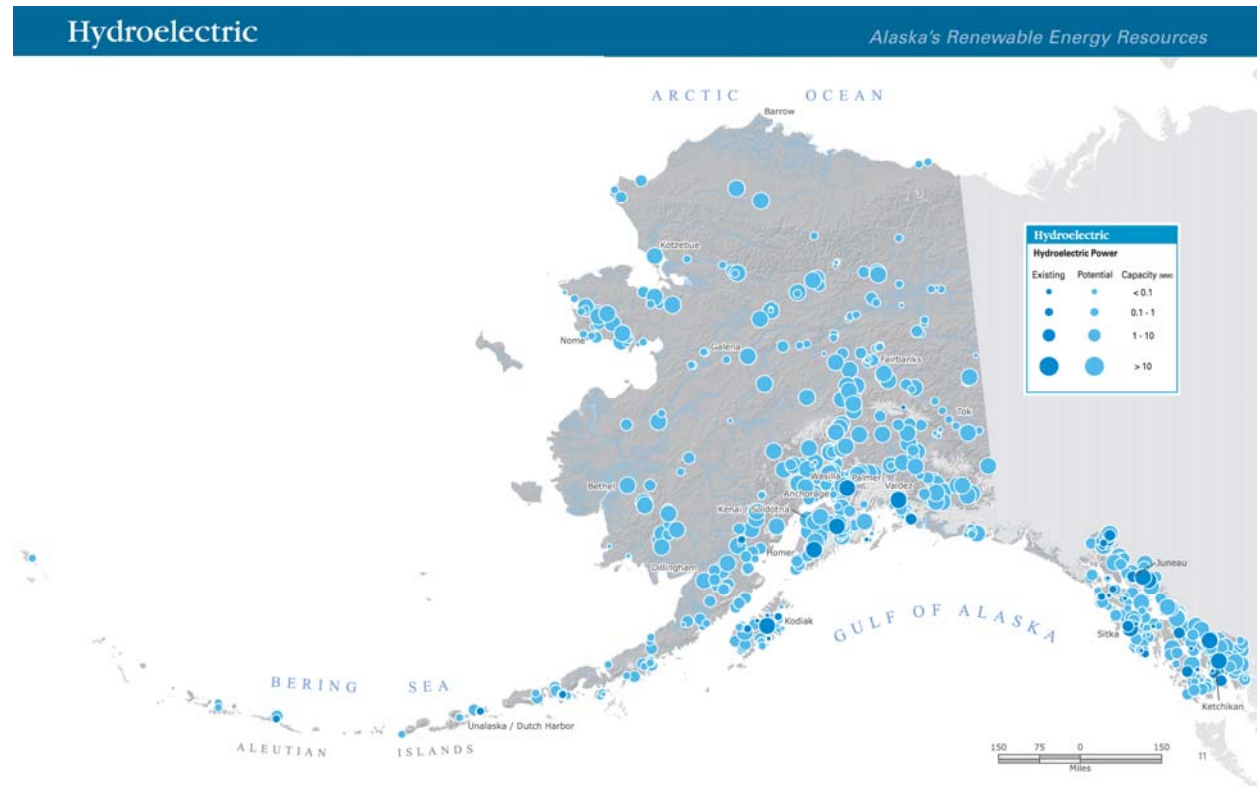 Hydroelectric
Alaska's Renewable Energy Resources
ARCTIC OCEAN
Barrow
Kotzebue
Hydroelectric
Hydroelectric Power
Existing Potential Capacity (MW)
< 0.1
0.1 - 1
1 - 10
> 10
Nome
Galena
Fairbanks
Tok
Bethel
Wasilla
Palmer
Anchorage
Valdez
Kenai / Soldotna
Homer
Dillingham
Juneau
Kodiak
GULF OF ALASKA
Sitka
BERING SEA
Ketchikan
Unalaska / Dutch Harbor
ALEUTIAN ISLANDS
150 75 0 150
Miles
11